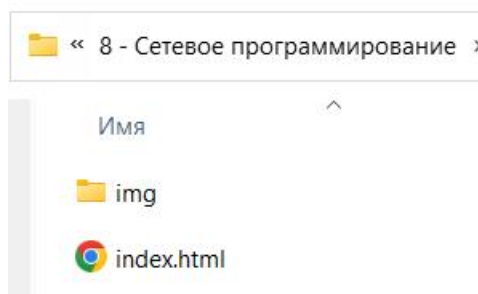 « 8 - Сетевое программирование
Имя
img
index.html